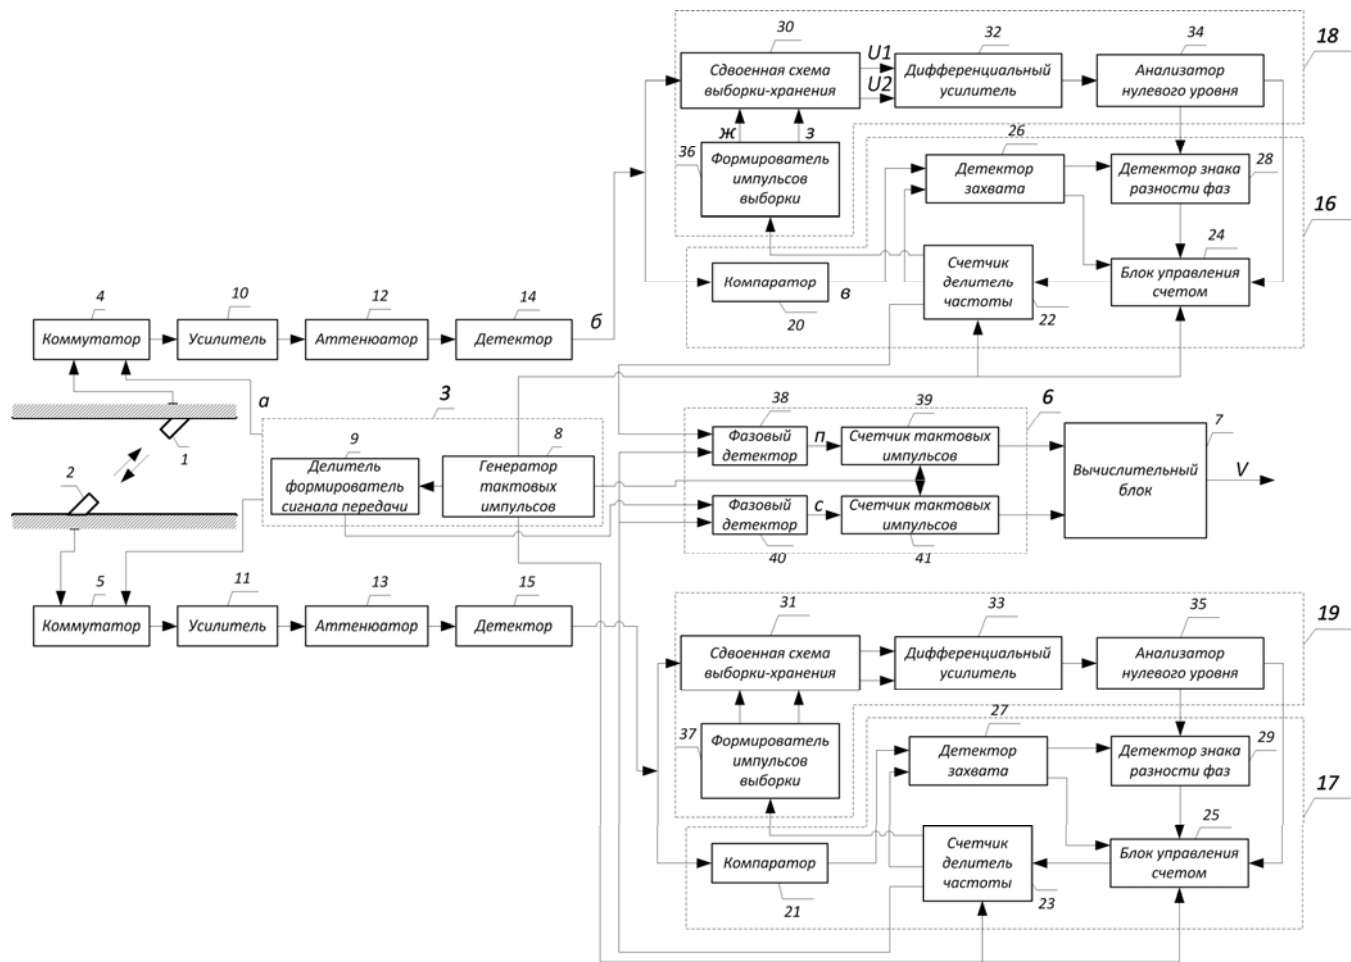 30
32
34
18
U1
U2
Сдвоенная схема
выборки-хранения
Дифференциальный
усилитель
Анализатор
нулевого уровня
ж
з
36
Формирователь
импульсов
выборки
26
Детектор
захвата
Детектор знака
разности фаз
28
16
24
Счетчик
делитель
частоты
22
Блок управления
счетом
Компаратор
20
в
4
10
12
14
б
Коммутатор
Усилитель
Аттенюатор
Детектор
а
1
2
3
9
8
Делитель
формирователь
сигнала передачи
Генератор
тактовых
импульсов
38
39
6
Фазовый
детектор
п
Счетчик тактовых
импульсов
Фазовый
детектор
с
Счетчик тактовых
импульсов
40
41
7
Вычислительный
блок
V
5
11
13
15
Коммутатор
Усилитель
Аттенюатор
Детектор
31
33
35
19
Сдвоенная схема
выборки-хранения
Дифференциальный
усилитель
Анализатор
нулевого уровня
37
Формирователь
импульсов
выборки
27
Детектор
захвата
Детектор знака
разности фаз
29
17
25
Счетчик
делитель
частоты
23
Блок управления
счетом
Компаратор
21